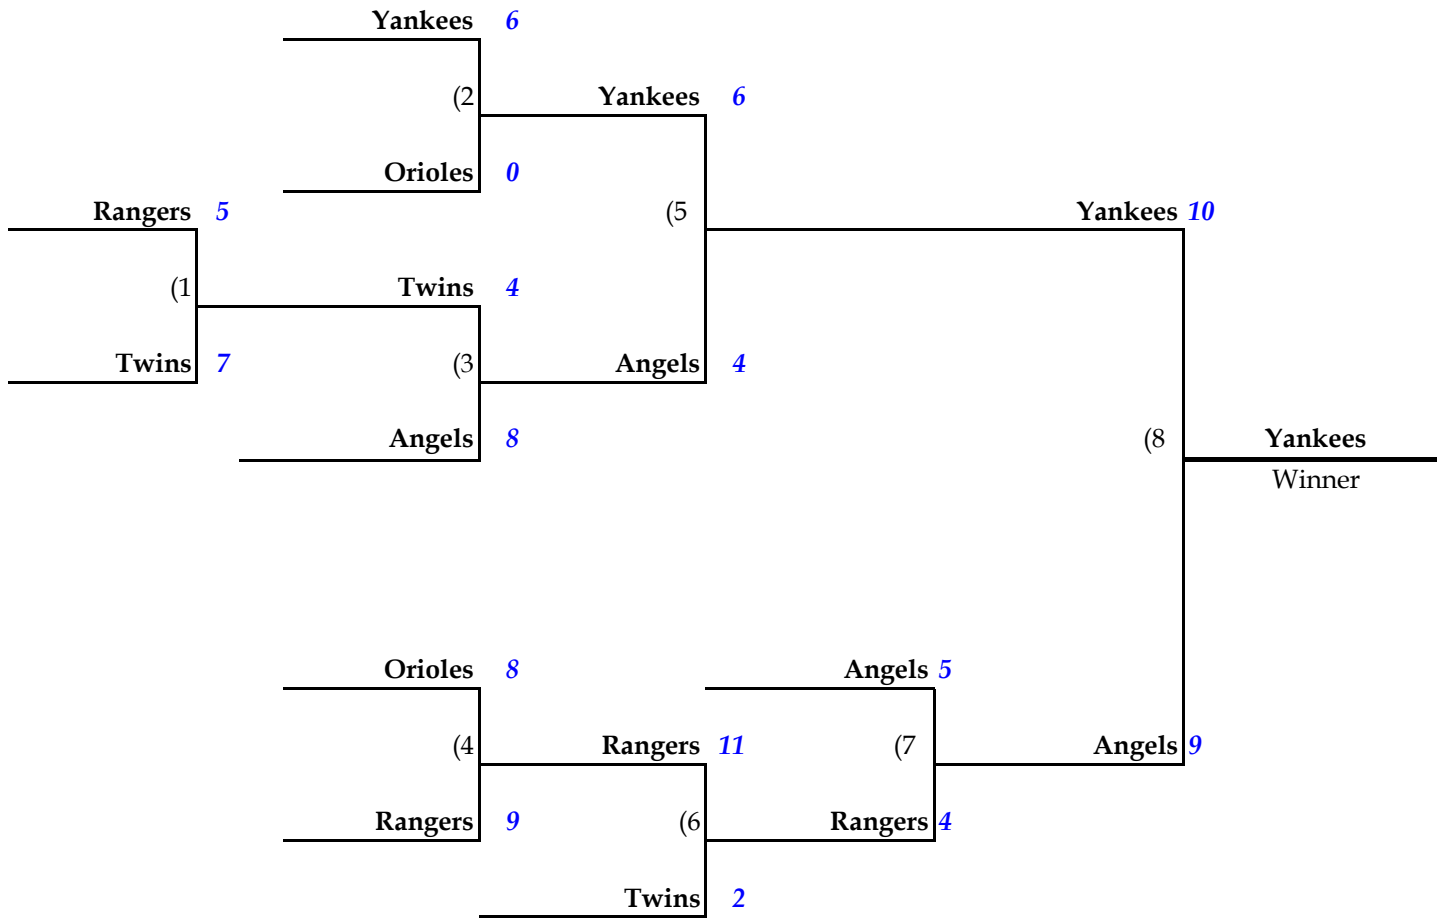 Yankees 6
(2 Yankees 6
Orioles 0
Rangers 5 (5 Yankees 10
(1 Twins 4
Twins 7 (3 Angels 4
Angels 8 (8 Yankees
Winner
Orioles 8 Angels 5
(4 Rangers 11 (7 Angels 9
Rangers 9 (6 Rangers 4
Twins 2